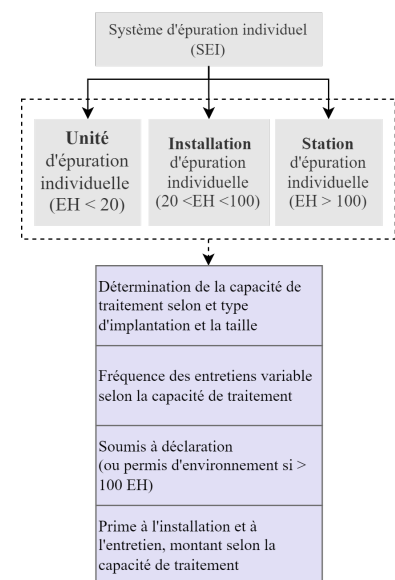 Système d'épuration individuel
(SEI)
Unité
d'épuration
individuelle
(EH < 20)
Installation
d'épuration
individuelle
(20 <EH <100)
Station
d'épuration
individuelle
(EH > 100)
Détermination de la capacité de
traitement selon et type
d'implantation et la taille
Fréquence des entretiens variable
selon la capacité de traitement
Soumis à déclaration
(ou permis d'environnement si >
100 EH)
Prime à l'installation et à
l'entretien, montant selon la
capacité de traitement